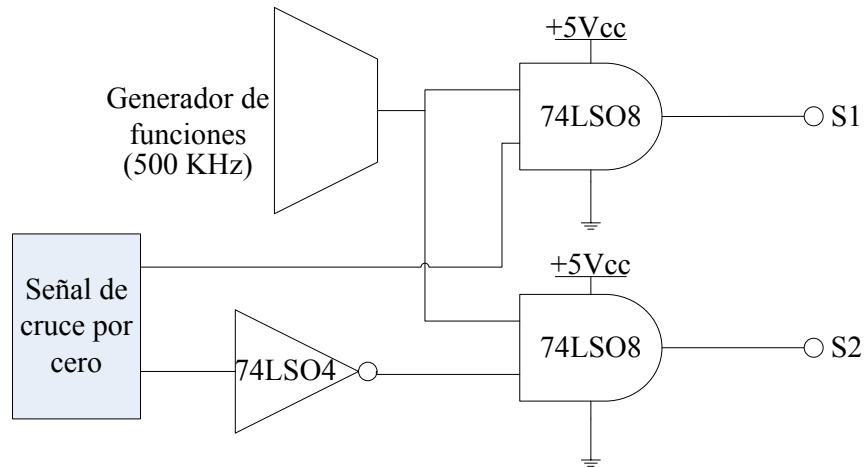 +5Vcc
Generador de
funciones
(500 KHz)
74LSO8
S1
Señal de
cruce por
cero
74LSO4
+5Vcc
74LSO8
S2